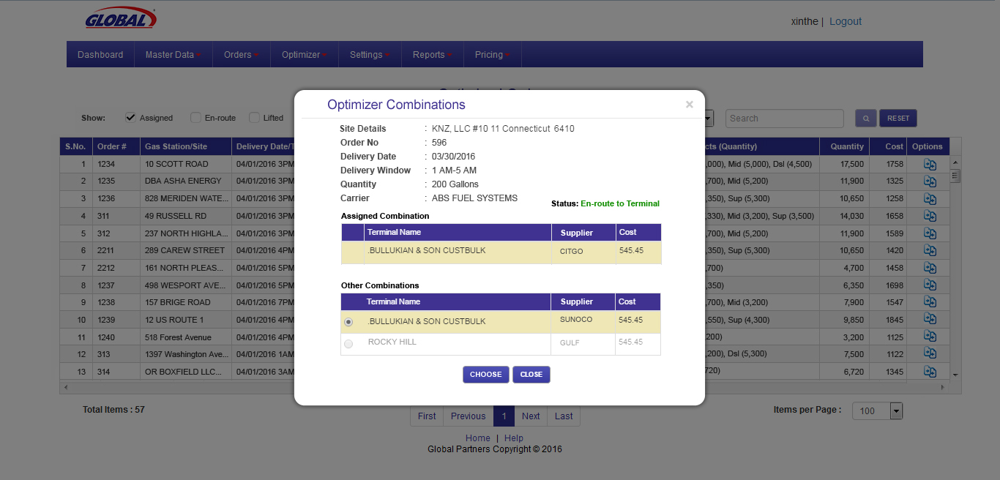 GLOBAL
xinthe | Logout
Dashboard Master Data Orders Optimizer Settings Reports Pricing
Optimizer Combinations ×
Show: Assigned En-route Lifted Search RESET
Site Details : KNZ, LLC #10 11 Connecticut 6410
Order No : 596
Delivery Date : 03/30/2016
Delivery Window : 1 AM-5 AM
Quantity : 200 Gallons
Carrier : ABS FUEL SYSTEMS
Status: En-route to Terminal
Assigned Combination
Terminal Name Supplier Cost
.BULLUKIAN & SON CUSTBULK CITGO 545.45
Other Combinations
Terminal Name Supplier Cost
.BULLUKIAN & SON CUSTBULK SUNOCO 545.45
ROCKY HILL GULF 545.45
CHOOSE CLOSE
S.No. Order # Gas Station/Site Delivery Date/T cts (Quantity) Quantity Cost Options
1 1234 10 SCOTT ROAD 04/01/2016 3PM ,000), Mid (5,000), Dsl (4,500) 17,500 1758
2 1235 DBA ASHA ENERGY 04/01/2016 3PM ,700), Mid (5,200) 11,900 1325
3 1236 828 MERIDEN WATE... 04/01/2016 3PM ,350), Sup (5,300) 10,650 1258
4 311 49 RUSSELL RD 04/01/2016 3PM ,330), Mid (3,200), Sup (3,500) 14,030 1658
5 312 237 NORTH HIGHLA... 04/01/2016 3PM ,700), Mid (5,200) 11,900 1589
6 2211 289 CAREW STREET 04/01/2016 4PM ,350), Sup (5,300) 10,650 1420
7 2212 161 NORTH PLEAS... 04/01/2016 5PM ,700) 4,700 1458
8 1237 498 WESPORT AVE... 04/01/2016 5PM ,350) 6,350 1698
9 1238 157 BRIGE ROAD 04/01/2016 7PM ,700), Mid (3,200) 7,900 1547
10 1239 12 US ROUTE 1 04/01/2016 4PM ,550), Sup (4,300) 9,850 1845
11 1240 518 Forest Avenue 04/01/2016 4PM ,200) 3,200 1125
12 313 1397 Washington Ave... 04/01/2016 1AM ,200), Dsl (5,300) 7,500 1122
13 314 OR BOXFIELD LLC... 04/01/2016 3AM 720) 6,720 1345
Total Items : 57 First Previous 1 Next Last Items per Page : 100
Home | Help
Global Partners Copyright © 2016